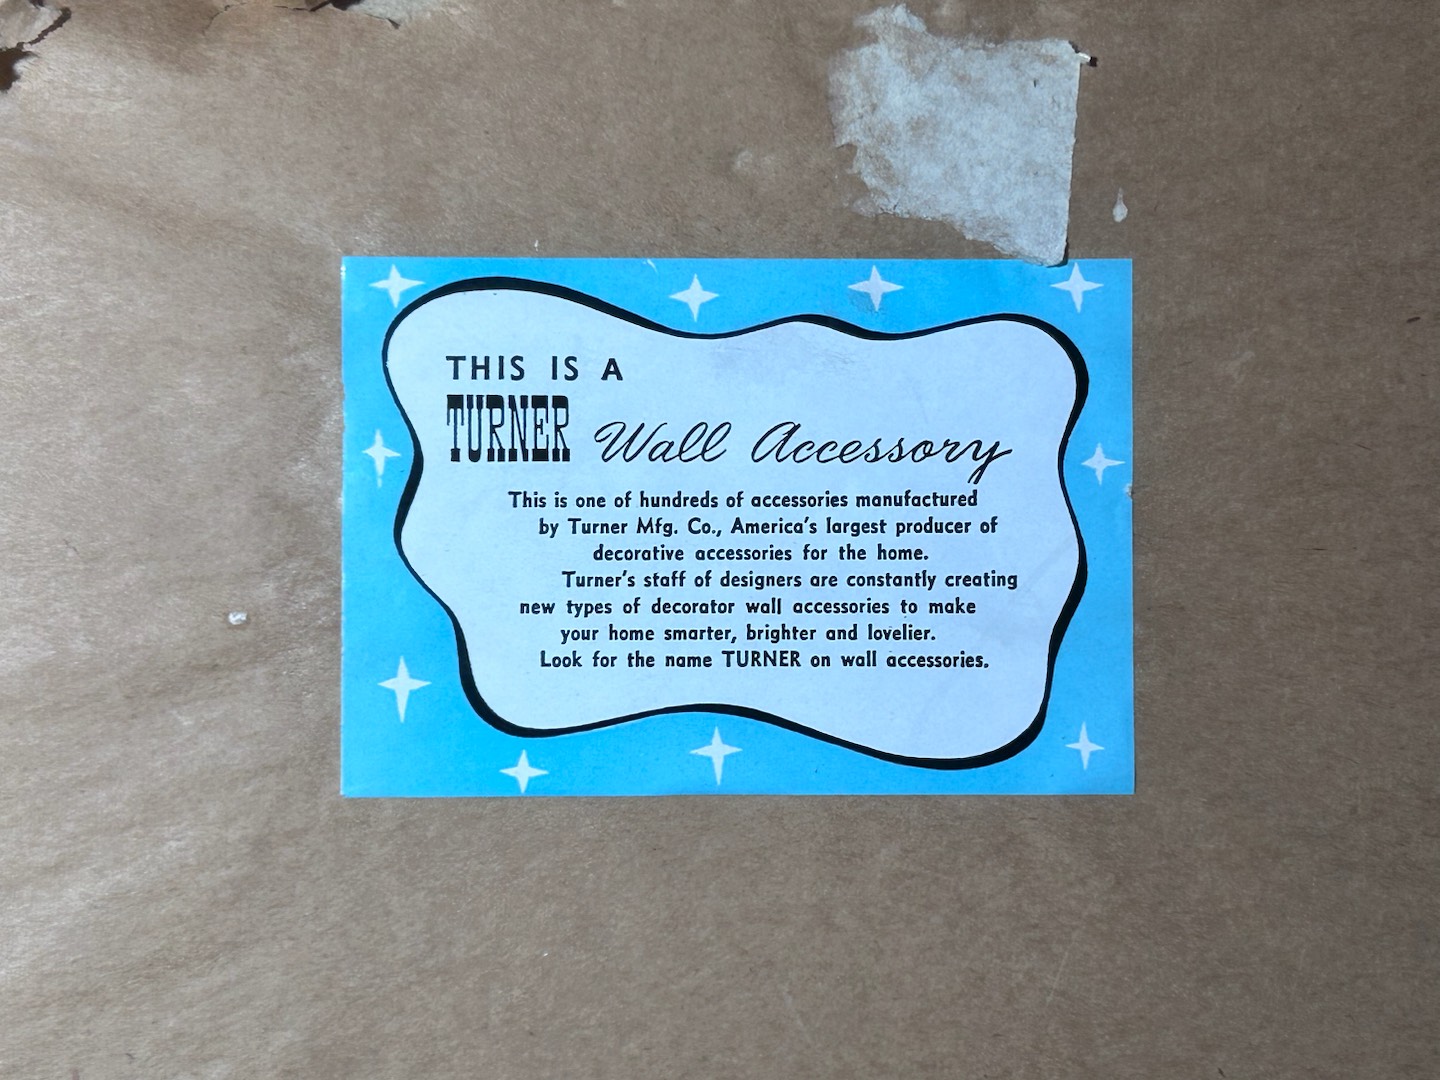 THIS IS A
TURNER Wall Accessory
This is one of hundreds of accessories manufactured
by Turner Mfg. Co., America's largest producer of
decorative accessories for the home.
Turner's staff of designers are constantly creating
new types of decorator wall accessories to make
your home smarter, brighter and lovelier.
Look for the name TURNER on wall accessories.